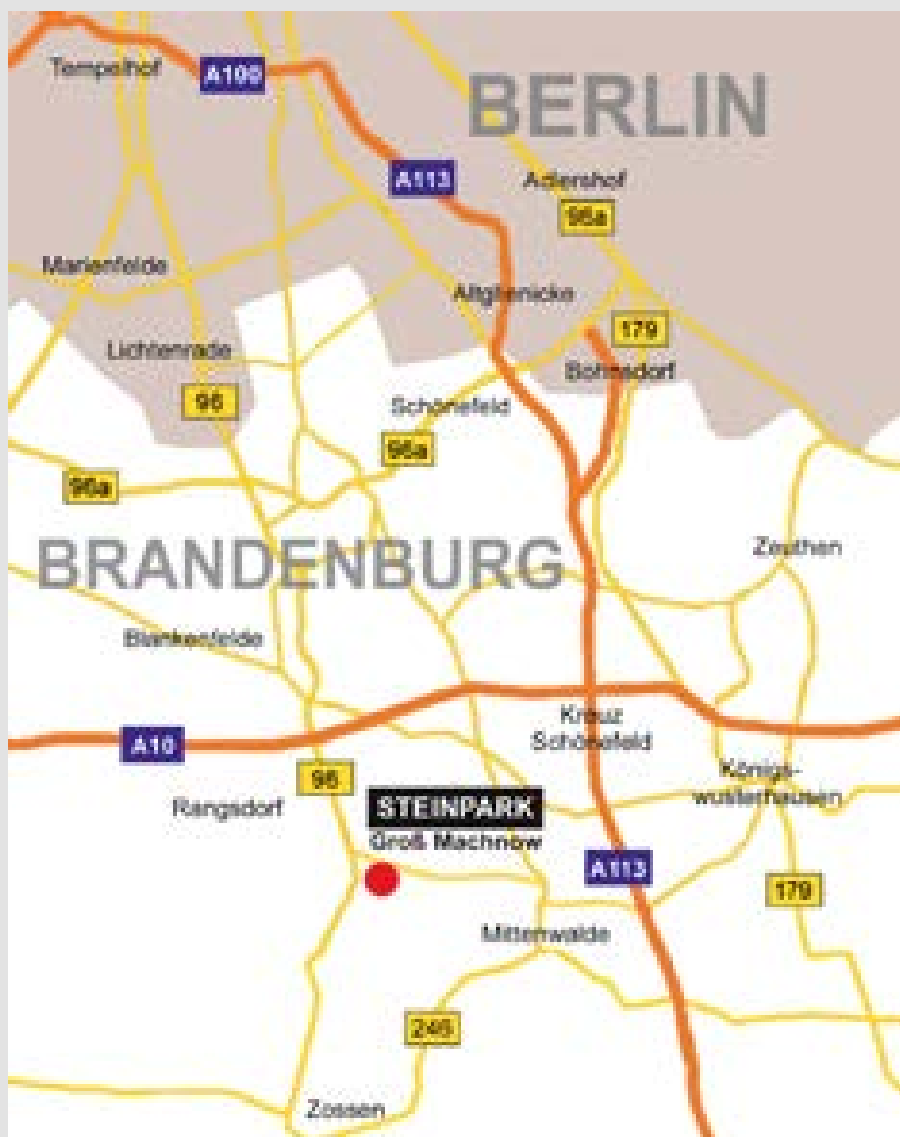 Tempelhof
A100
BERLIN
A113
Adlershof
96a
Marienfelde
Altglienicke
179
Lichtenrade
Bohnsdorf
96
Schönefeld
96a
96a
BRANDENBURG
Zeuthen
Blankenfelde
Kreuz
Schönefeld
A10
96
Königs-
wusterhausen
Rangsdorf
STEINPARK
Groß Machnow
A113
179
Mittenwalde
246
Zossen